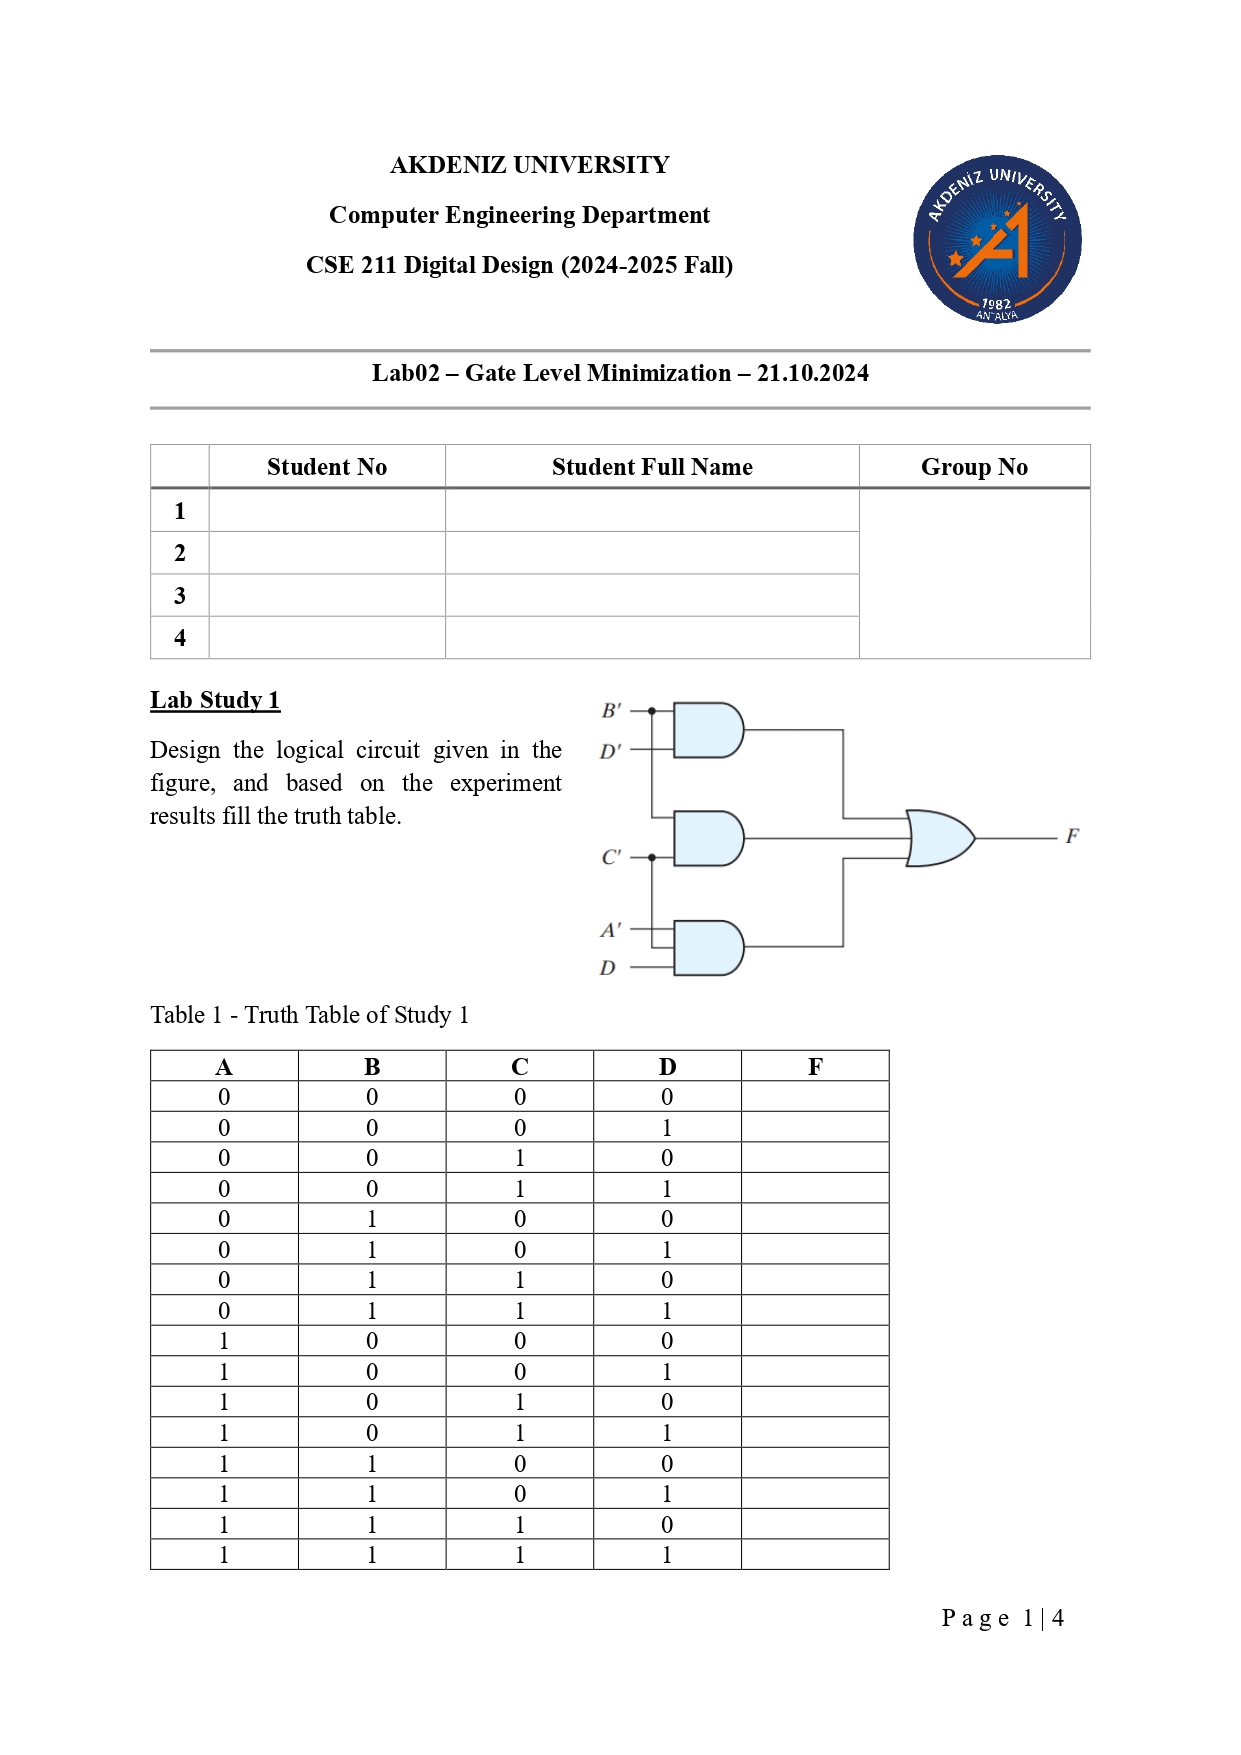 AKDENIZ UNIVERSITY
Computer Engineering Department
CSE 211 Digital Design (2024-2025 Fall)
AKDENİZ UNIVERSITY
1982
ANTALYA
Lab02 – Gate Level Minimization – 21.10.2024
Student No Student Full Name Group No
1
2
3
4
Lab Study 1
Design the logical circuit given in the
figure, and based on the experiment
results fill the truth table.
B′
D′
C′
A′
D
F
Table 1 - Truth Table of Study 1
A B C D F
0 0 0 0
0 0 0 1
0 0 1 0
0 0 1 1
0 1 0 0
0 1 0 1
0 1 1 0
0 1 1 1
1 0 0 0
1 0 0 1
1 0 1 0
1 0 1 1
1 1 0 0
1 1 0 1
1 1 1 0
1 1 1 1
Page 1|4